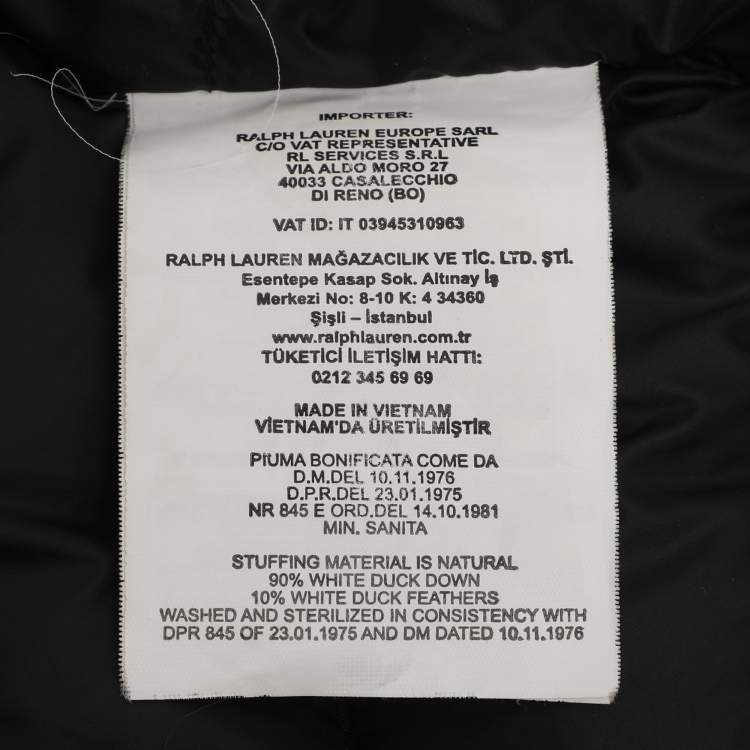 IMPORTER:
RALPH LAUREN EUROPE SARL
C/O VAT REPRESENTATIVE
RL SERVICES S.R.L
VIA ALDO MORO 27
40033 CASALECCHIO
DI RENO (BO)
VAT ID: IT 03945310963
RALPH LAUREN MAĞAZACILIK VE TİC. LTD. ŞTİ.
Esentepe Kasap Sok. Altınay İş
Merkezi No: 8-10 K: 4 34360
Şişli – İstanbul
www.ralphlauren.com.tr
TÜKETİCİ İLETİŞİM HATTI:
0212 345 69 69
MADE IN VIETNAM
VİETNAM'DA ÜRETİLMİŞTİR
PIUMA BONIFICATA COME DA
D.M.DEL 10.11.1976
D.P.R.DEL 23.01.1975
NR 845 E ORD.DEL 14.10.1981
MIN. SANITA
STUFFING MATERIAL IS NATURAL
90% WHITE DUCK DOWN
10% WHITE DUCK FEATHERS
WASHED AND STERILIZED IN CONSISTENCY WITH
DPR 845 OF 23.01.1975 AND DM DATED 10.11.1976